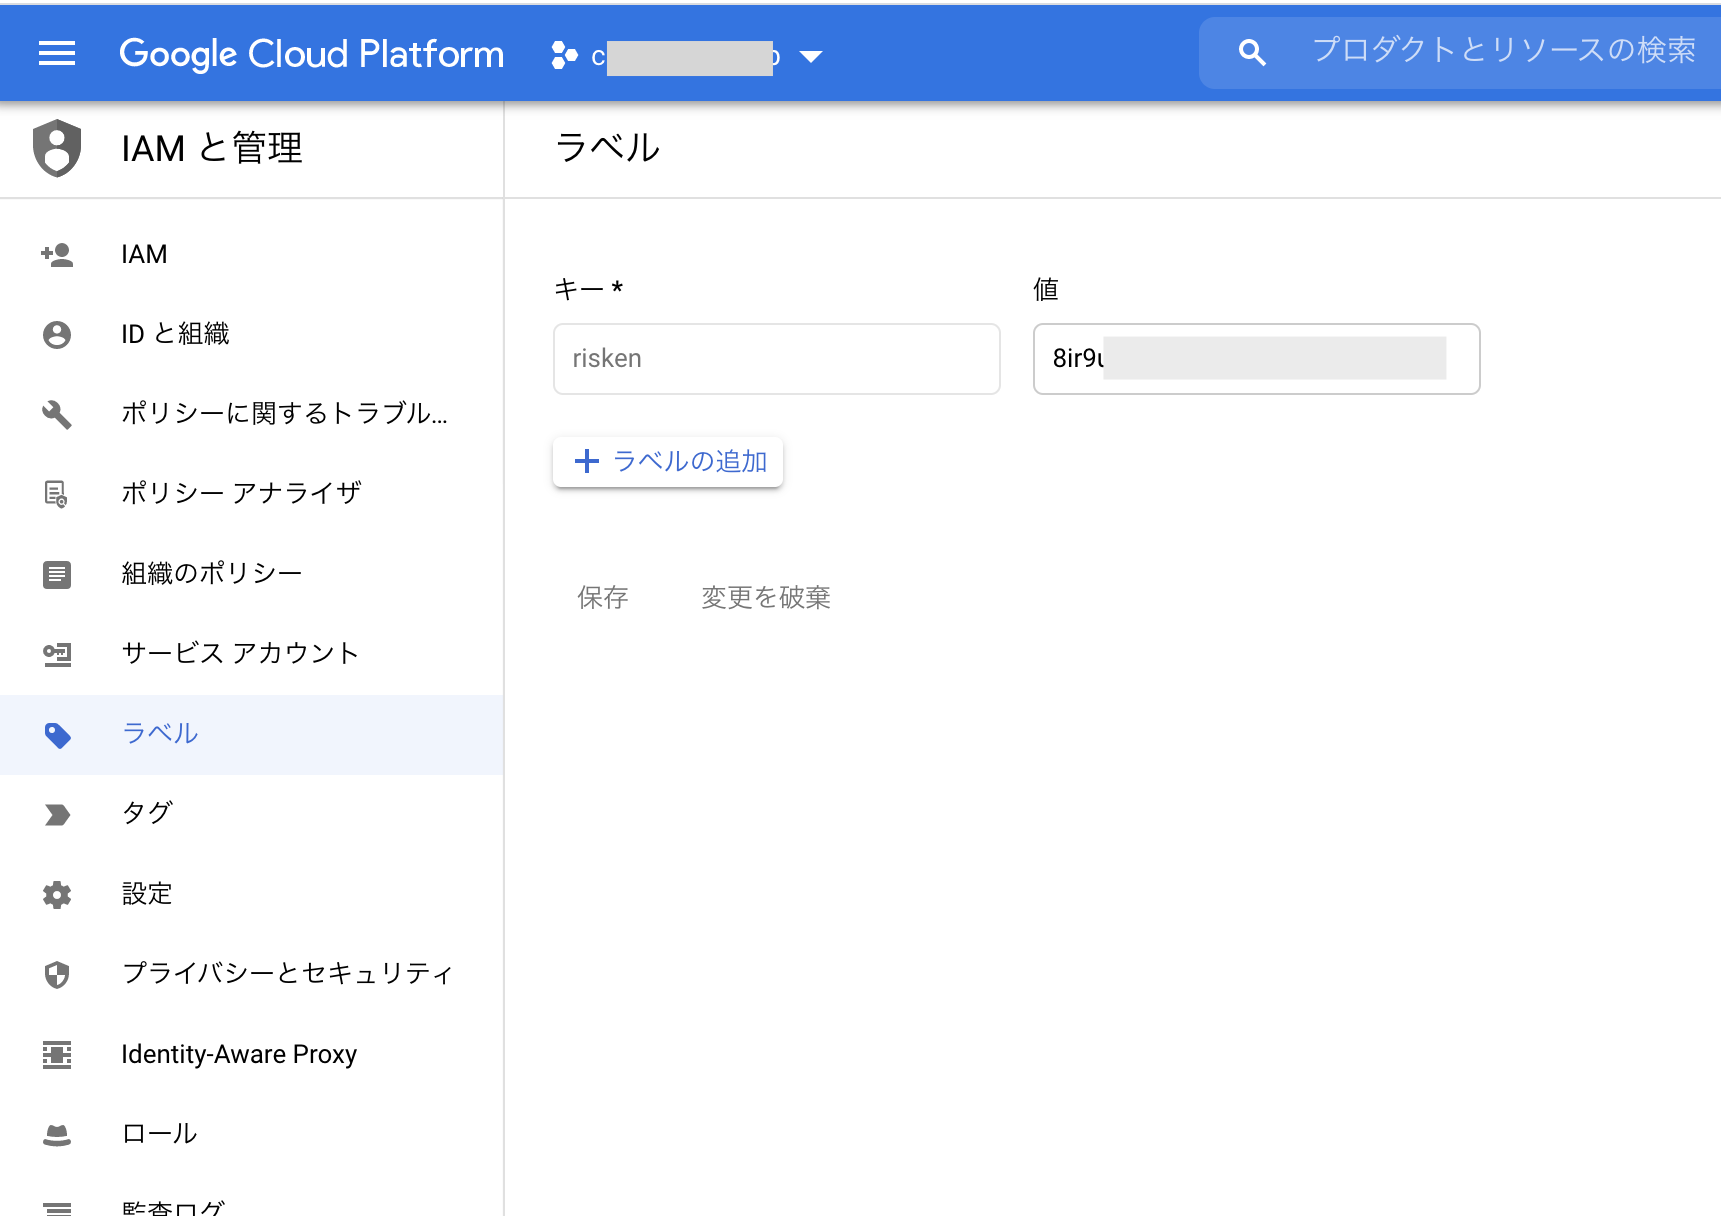 Google Cloud Platform
プロダクトとリソースの検索
IAM と管理
ラベル
IAM
ID と組織
ポリシーに関するトラブル...
ポリシー アナライザ
組織のポリシー
サービス アカウント
ラベル
タグ
設定
プライバシーとセキュリティ
Identity-Aware Proxy
ロール
監査ログ
キー *
値
risken
8ir9
ラベルの追加
保存
変更を破棄